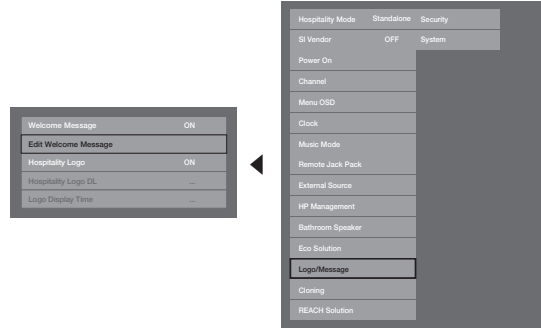 Welcome Message ON
Edit Welcome Message
Hospitality Logo ON
Hospitality Logo DL ...
Logo Display Time ...
Hospitality Mode Standalone Security
SI Vendor OFF System
Power On
Channel
Menu OSD
Clock
Music Mode
Remote Jack Pack
External Source
HP Management
Bathroom Speaker
Eco Solution
Logo/Message
Cloning
REACH Solution